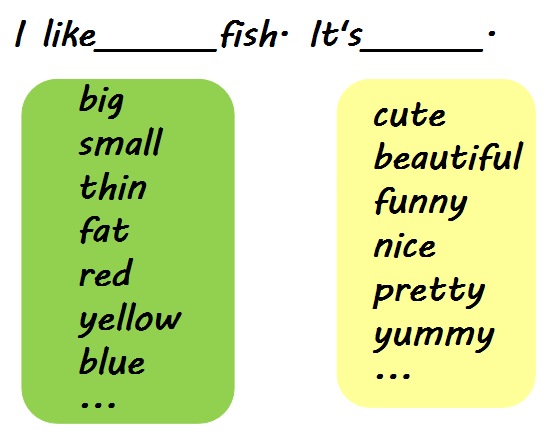 I like______fish. It's______.
big
small
thin
fat
red
yellow
blue
...
cute
beautiful
funny
nice
pretty
yummy
...